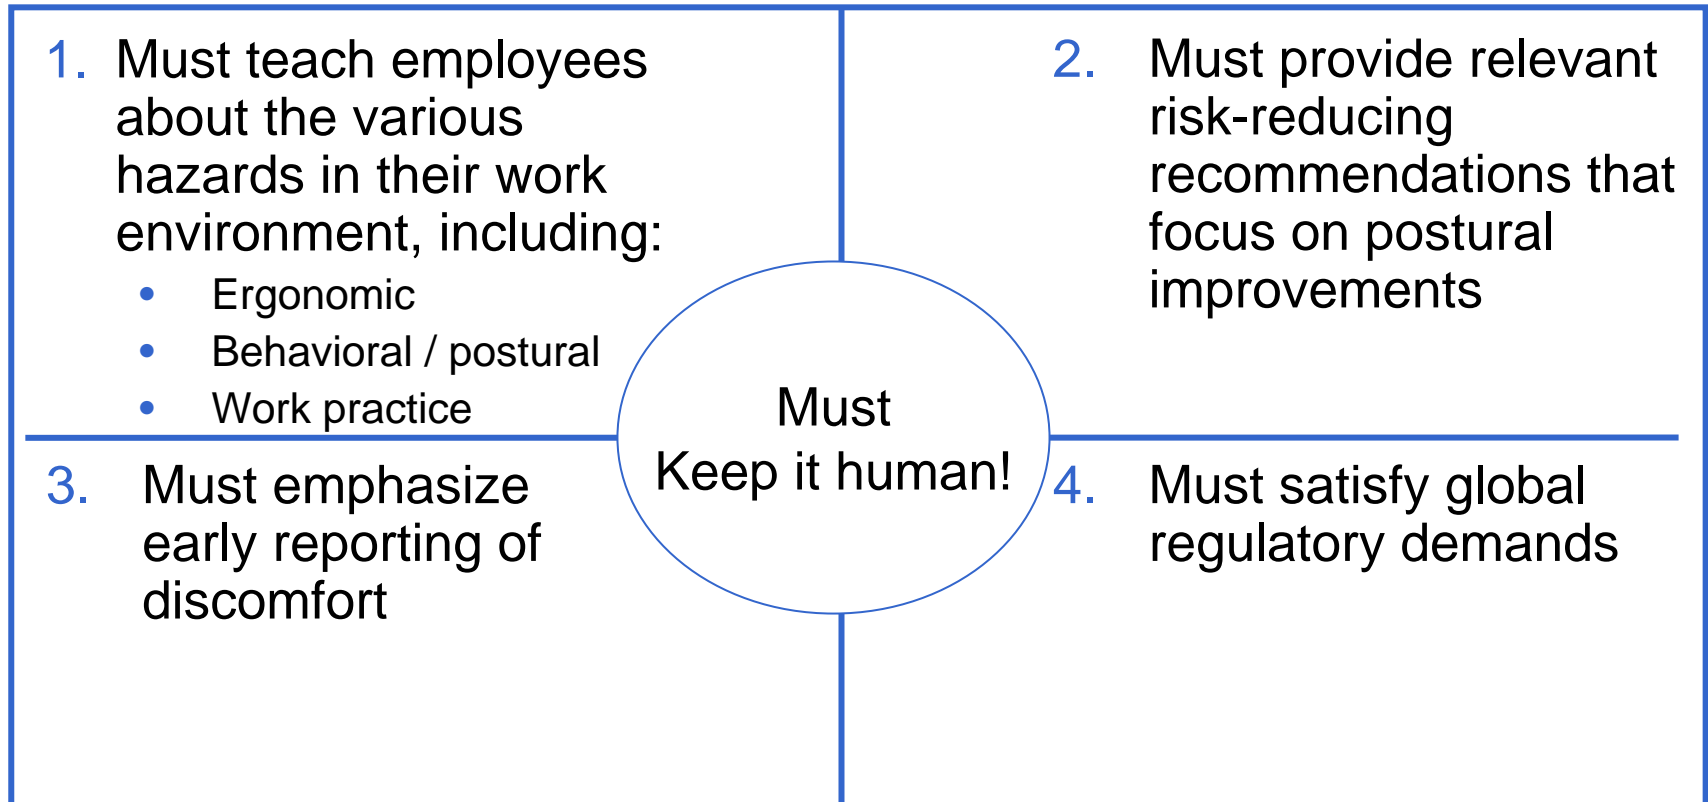 1. Must teach employees
about the various
hazards in their work
environment, including:
• Ergonomic
• Behavioral / postural
• Work practice
2. Must provide relevant
risk-reducing
recommendations that
focus on postural
improvements
Must
Keep it human!
3. Must emphasize
early reporting of
discomfort
4. Must satisfy global
regulatory demands